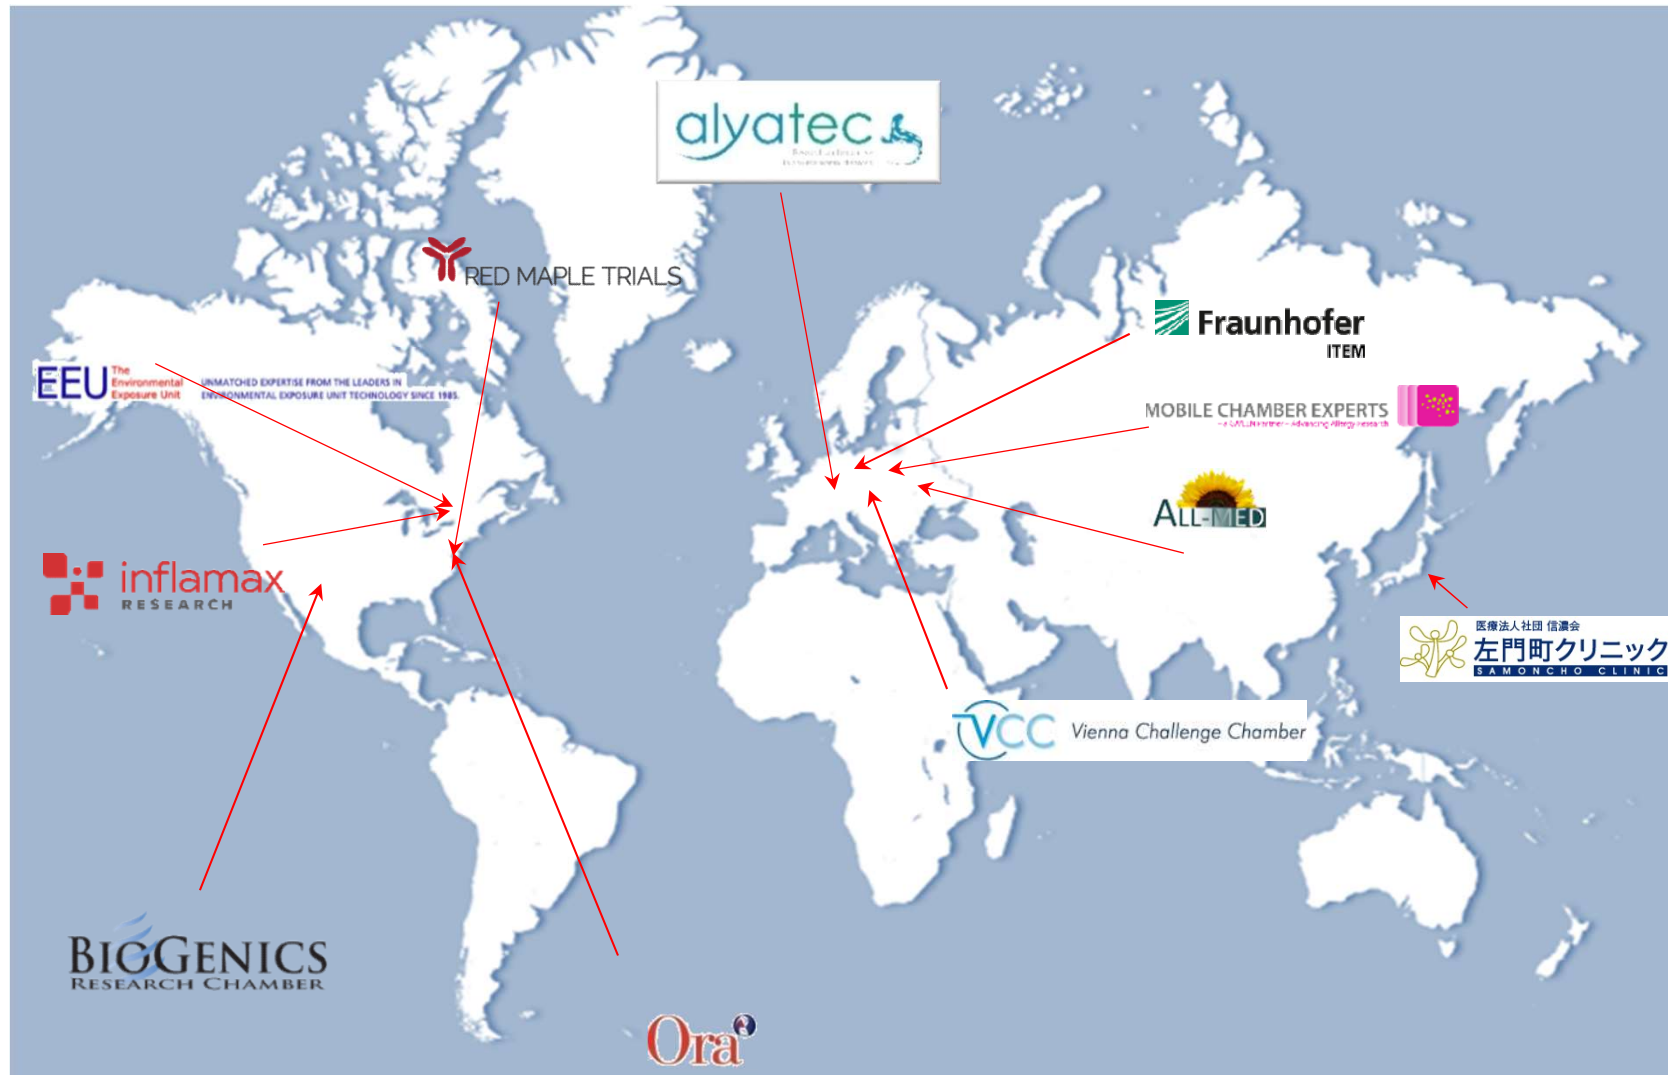 alyatec
RED MAPLE TRIALS
Fraunhofer
ITEM
EEU The
Environmental
Exposure Unit
UNMATCHED EXPERTISE FROM THE LEADERS IN
ENVIRONMENTAL EXPOSURE UNIT TECHNOLOGY SINCE 1985.
MOBILE CHAMBER EXPERTS
Advancing Allergy Research
ALL-MED
inflamax
RESEARCH
医療法人社団 信濃会
左門町クリニック
SAMONCHO CLINIC
VCC Vienna Challenge Chamber
BIOGENICS
RESEARCH CHAMBER
Ora